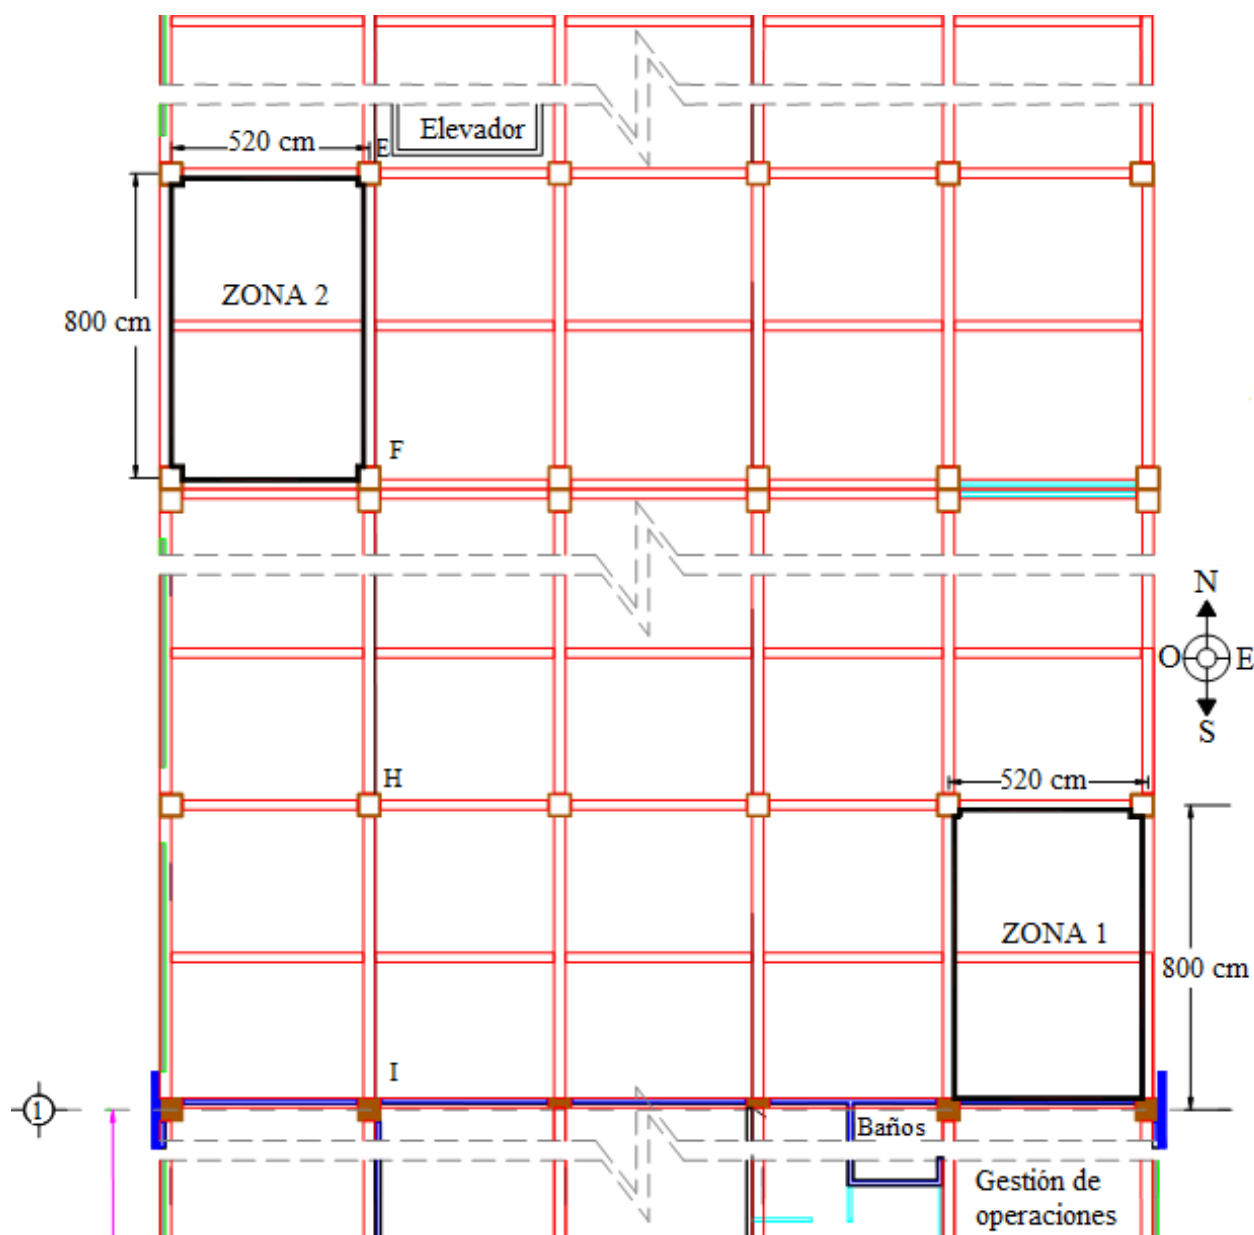 Elevador
520 cm
E
ZONA 2
800 cm
F
N
O
E
S
H
520 cm
ZONA 1
800 cm
I
1
Baños
Gestión de
operaciones